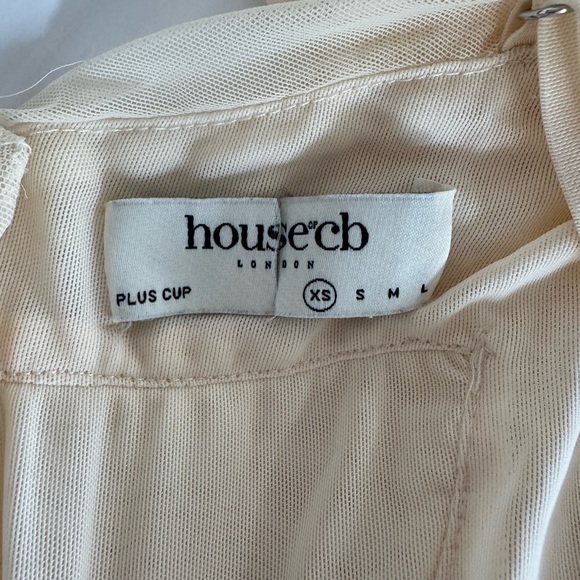 house of cb
LONDON
PLUS CUP XS S M L